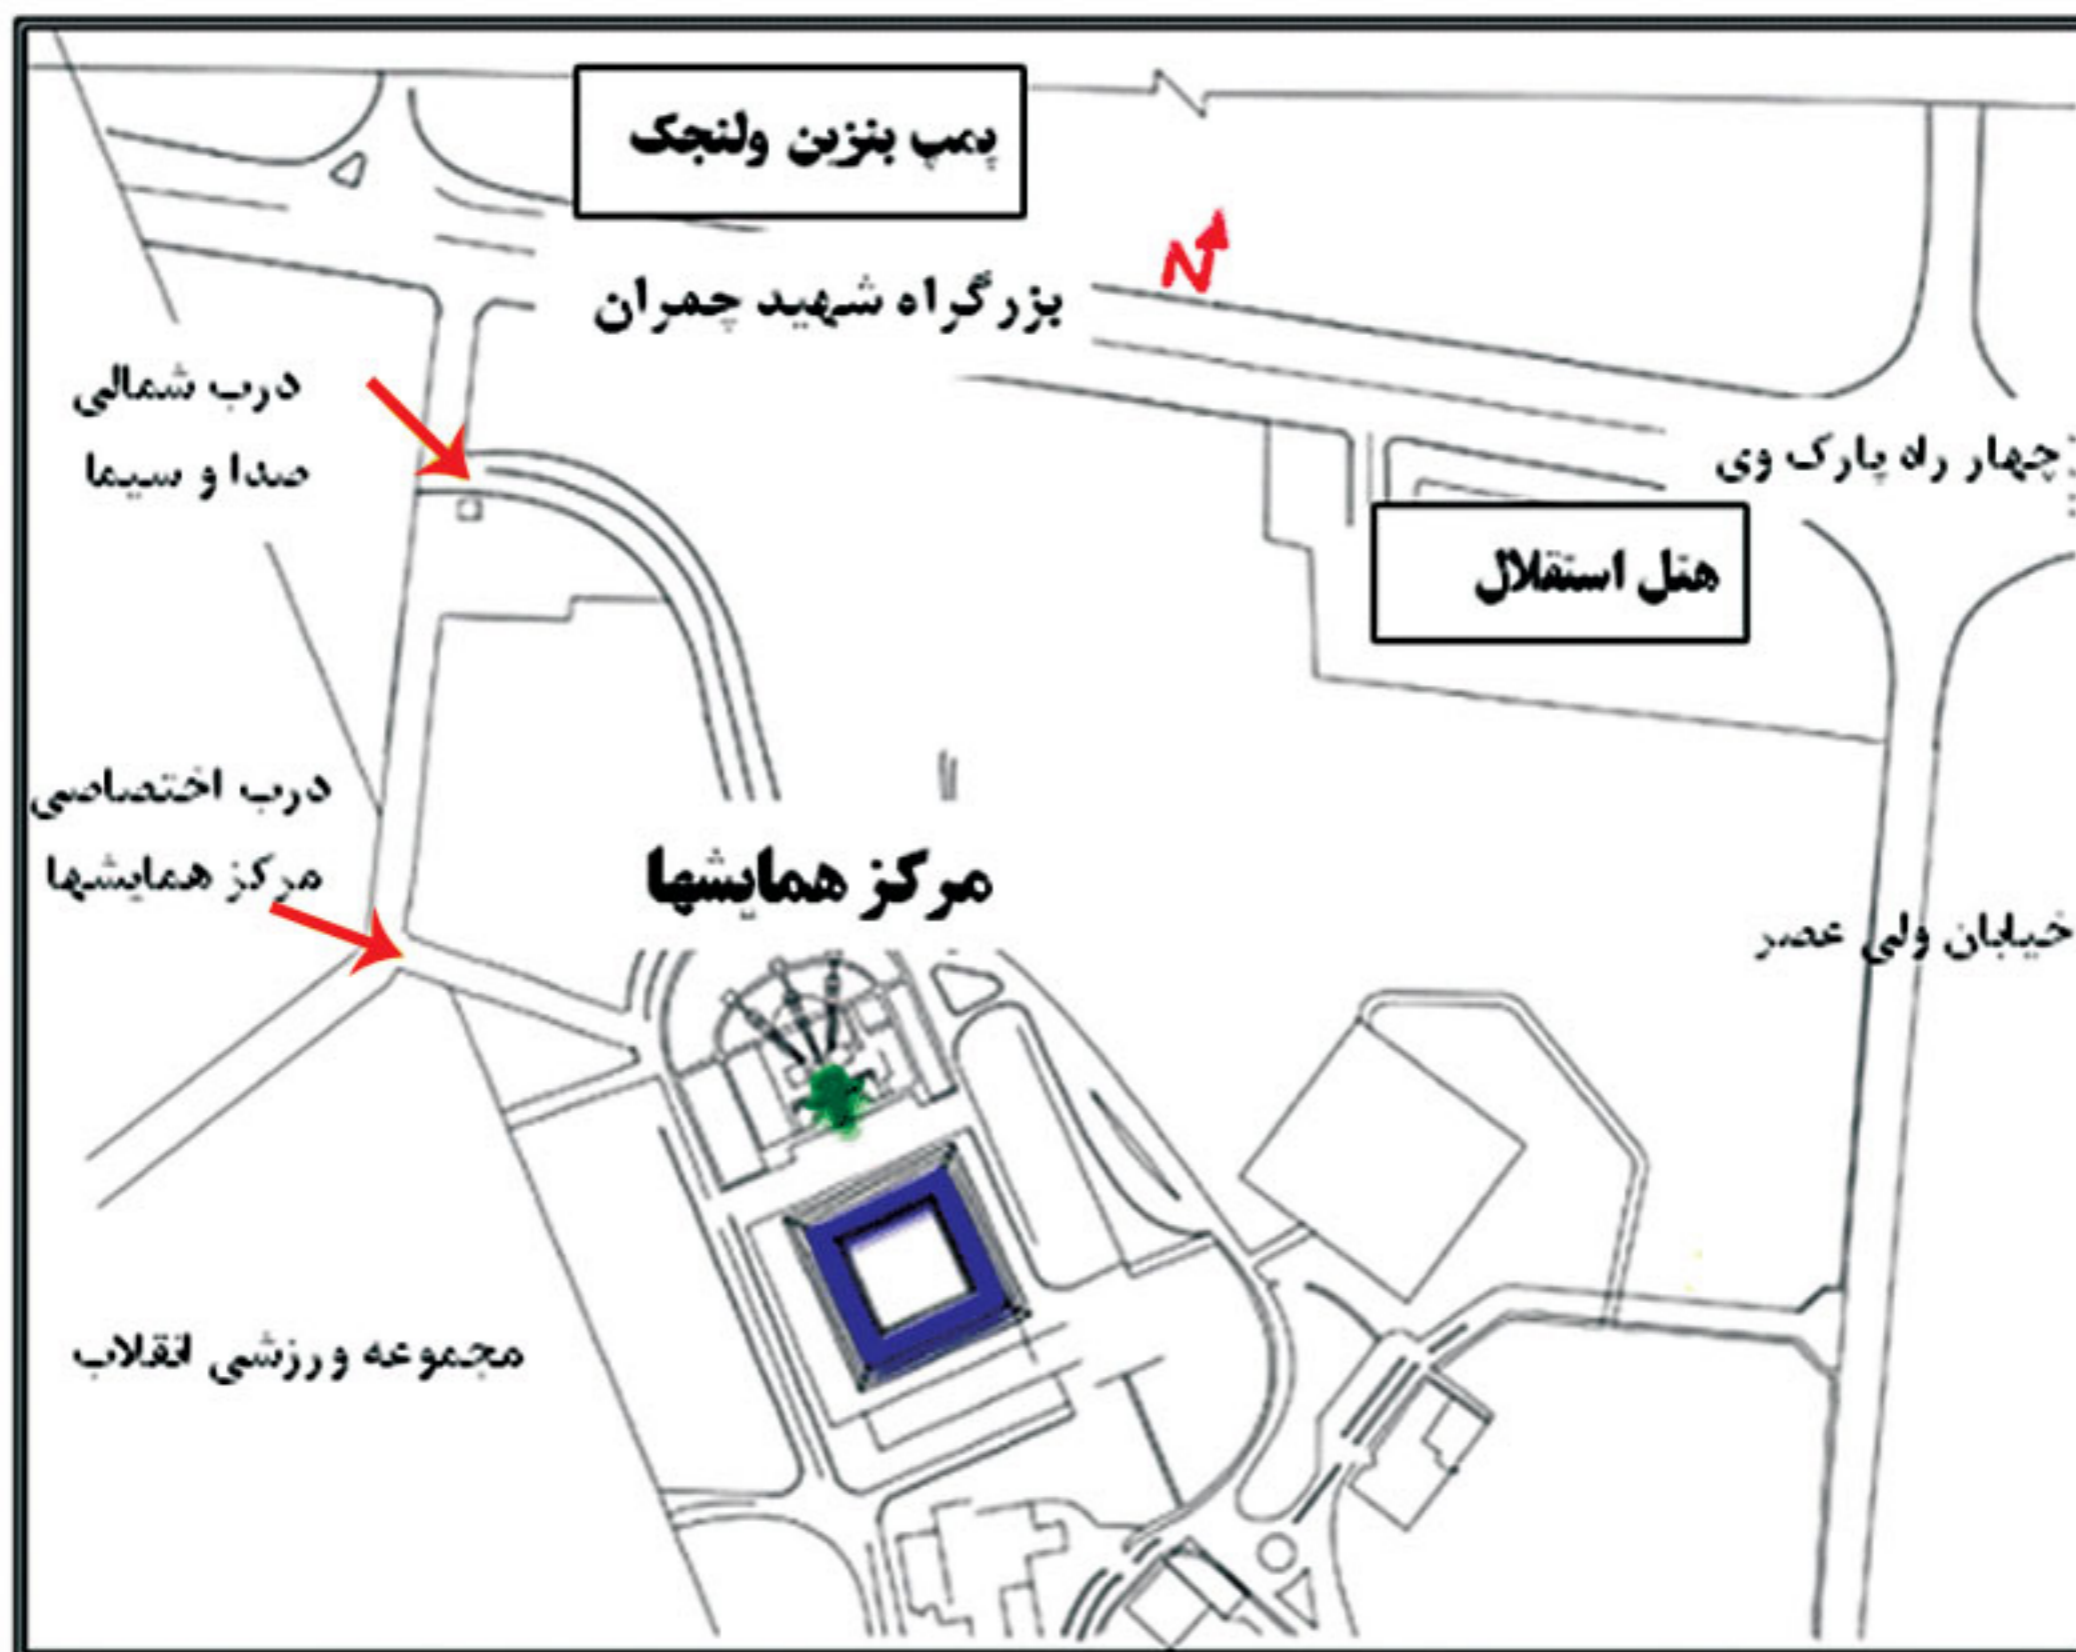 پمپ بنزین ولنجک
N
بزرگراه شهید چمران
درب شمالی
صدا و سیما
چهار راه پارک وی
هتل استقلال
درب اختصاصی
مرکز همایشها
مرکز همایشها
خیابان ولی عصر
مجموعه ورزشی انقلاب